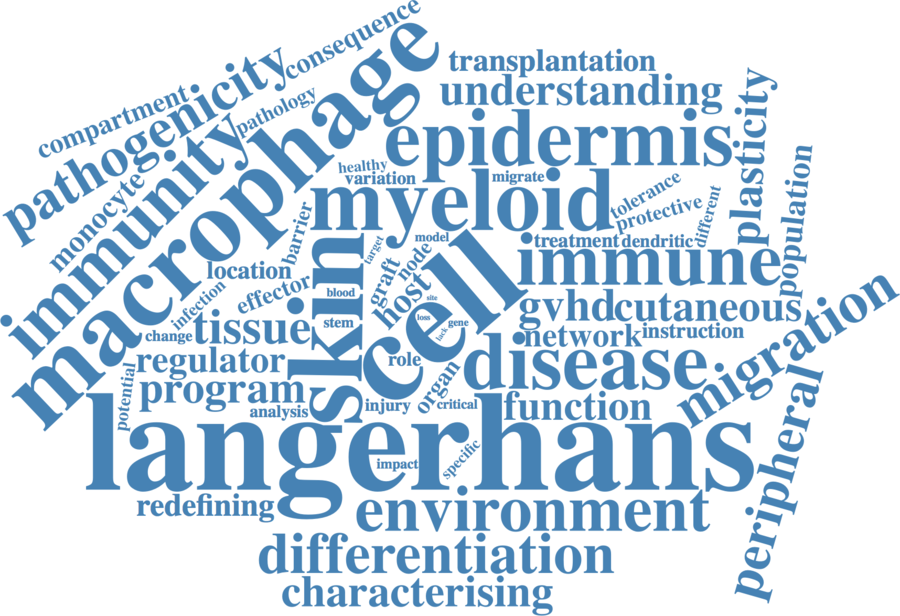 consequence
compartment
pathogenicity
pathology
transplantation
understanding
immunity
macrophage
monocyte
epidermis
plasticity
healthy
variation
migrate
myeloid
tolerance
protective
different
population
barrier
target
model
node
treatment
dendritic
location
skin
cell
immune
effector
infection
blood
graft
host
site
gvhd
cutaneous
change
tissue
stem
loss
gene
lack
network
instruction
migration
regulator
role
disease
potential
program
organ
analysis
injury
critical
function
peripheral
langerhans
impact
specific
redefining
environment
differentiation
characterising